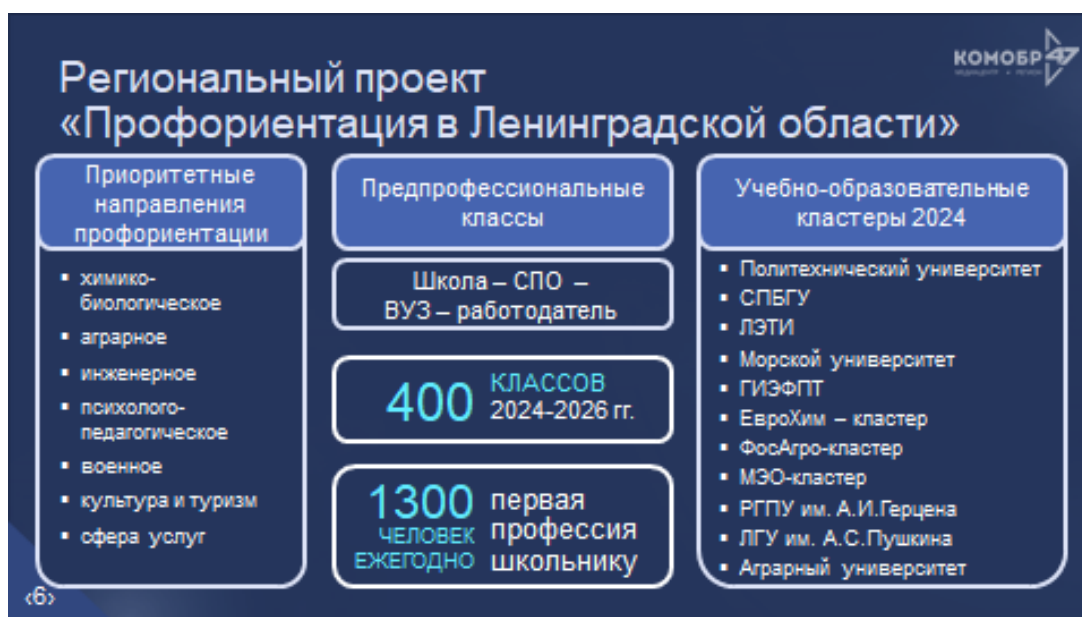 КОМОБР 47
Региональный проект
«Профориентация в Ленинградской области»
Приоритетные
направления
профориентации
▪ химико-
биологическое
▪ аграрное
▪ инженерное
▪ психолого-
педагогическое
▪ военное
▪ культура и туризм
▪ сфера услуг
Предпрофессиональные
классы
Школа – СПО –
ВУЗ – работодатель
400 КЛАССОВ
2024-2026 гг.
1300
ЧЕЛОВЕК
ЕЖЕГОДНО
первая
профессия
школьнику
Учебно-образовательные
кластеры 2024
▪ Политехнический университет
▪ СПБГУ
▪ ЛЭТИ
▪ Морской университет
▪ ГИЭФПТ
▪ ЕвроХим – кластер
▪ ФосАгро-кластер
▪ МЭО-кластер
▪ РГПУ им. А.И.Герцена
▪ ЛГУ им. А.С.Пушкина
▪ Аграрный университет
‹6›